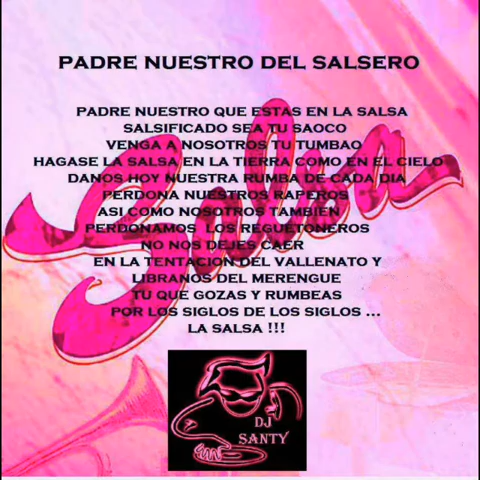 PADRE NUESTRO DEL SALSERO
PADRE NUESTRO QUE ESTAS EN LA SALSA
SALSIFICADO SEA TU SAOCO
VENGA A NOSOTROS TU TUMBAO
HAGASE LA SALSA EN LA TIERRA COMO EN EL CIELO
DANOS HOY NUESTRA RUMBA DE CADA DIA
PERDONA NUESTROS RAPEROS
ASI COMO NOSOTROS TAMBIEN
PERDONAMOS LOS REGUETONEROS
NO NOS DEJES CAER
EN LA TENTACION DEL VALLENATO Y
LIBRANOS DEL MERENGUE
TU QUE GOZAS Y RUMBEAS
POR LOS SIGLOS DE LOS SIGLOS ...
LA SALSA !!!
Salsa
DJ
SANTY